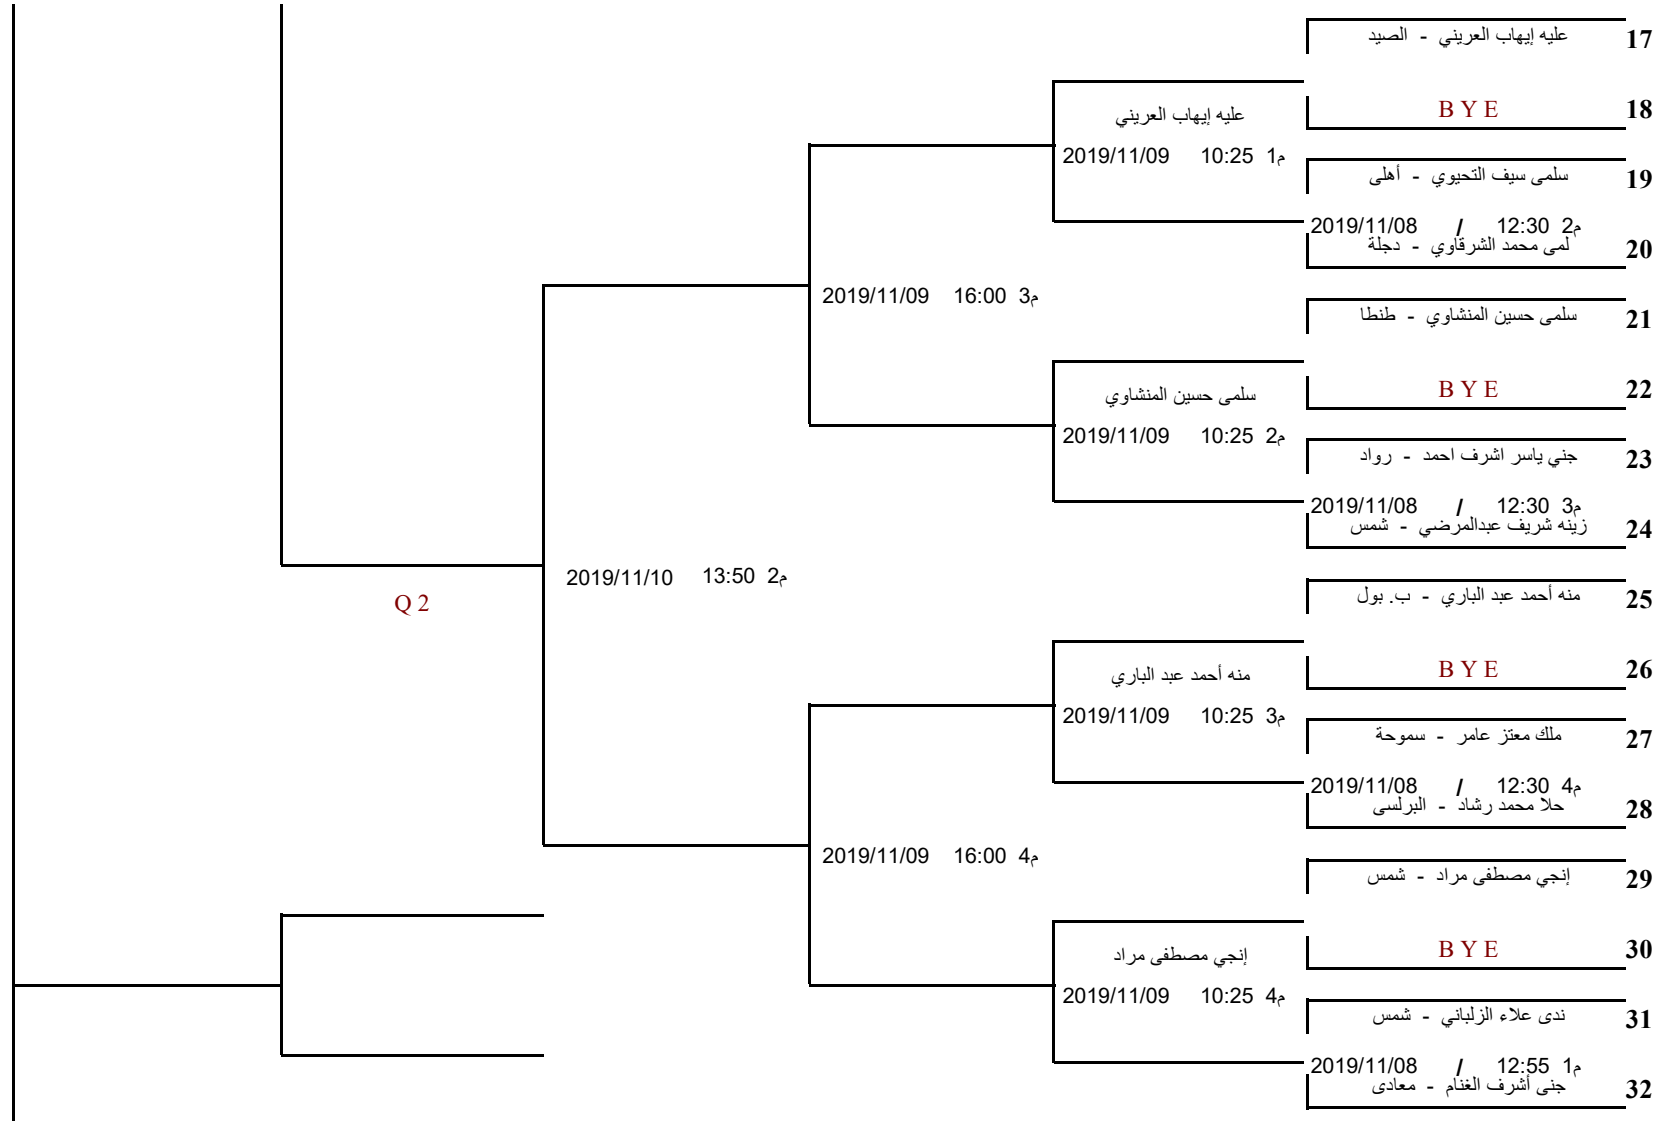 17 عليه إيهاب العريني - الصيد
18 B Y E
عليه إيهاب العريني
م1 10:25 2019/11/09
19 سلمى سيف التحيوي - أهلى
م2 12:30 / 2019/11/08
20 لمى محمد الشرقاوي - دجلة
م3 16:00 2019/11/09
21 سلمى حسين المنشاوي - طنطا
22 B Y E
سلمى حسين المنشاوي
م2 10:25 2019/11/09
23 جني ياسر اشرف احمد - رواد
م3 12:30 / 2019/11/08
24 زينه شريف عبدالمرضي - شمس
م2 13:50 2019/11/10
Q 2
25 منه أحمد عبد الباري - ب. بول
26 B Y E
منه أحمد عبد الباري
م3 10:25 2019/11/09
27 ملك معتز عامر - سموحة
م4 12:30 / 2019/11/08
28 حلا محمد رشاد - البرلسى
م4 16:00 2019/11/09
29 إنجي مصطفى مراد - شمس
30 B Y E
إنجي مصطفى مراد
م4 10:25 2019/11/09
31 ندى علاء الزلباني - شمس
م1 12:55 / 2019/11/08
32 جنى أشرف الغنام - معادى